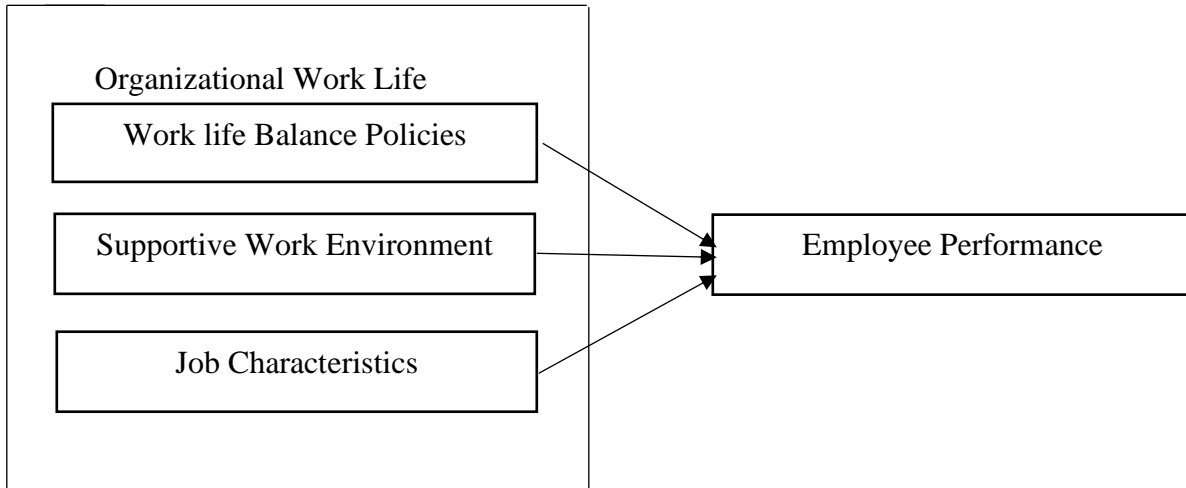 Organizational Work Life
Work life Balance Policies
Supportive Work Environment
Employee Performance
Job Characteristics